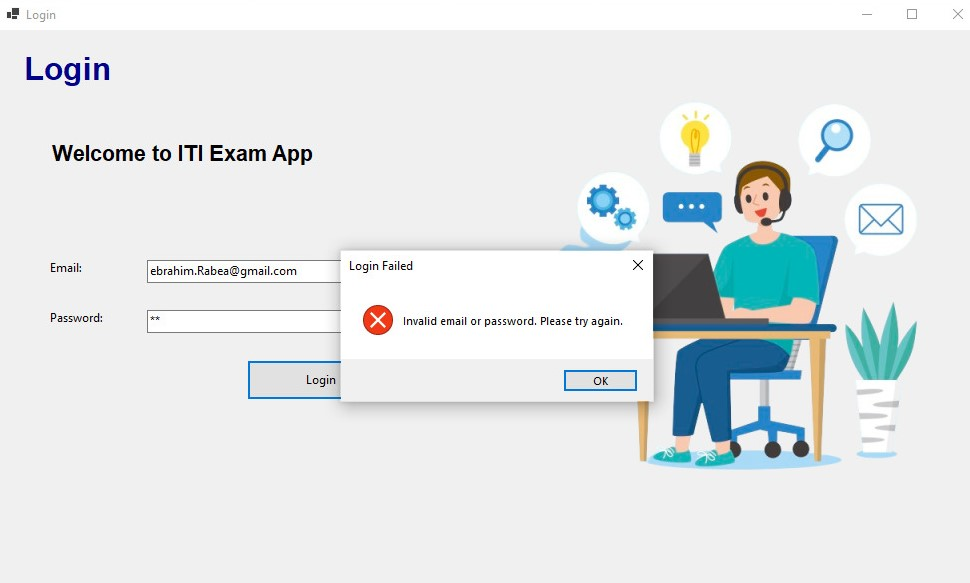 Login
Login
Welcome to ITI Exam App
Email:
ebrahim.Rabea@gmail.com
Login Failed
Invalid email or password. Please try again.
Password:
**
Login
OK